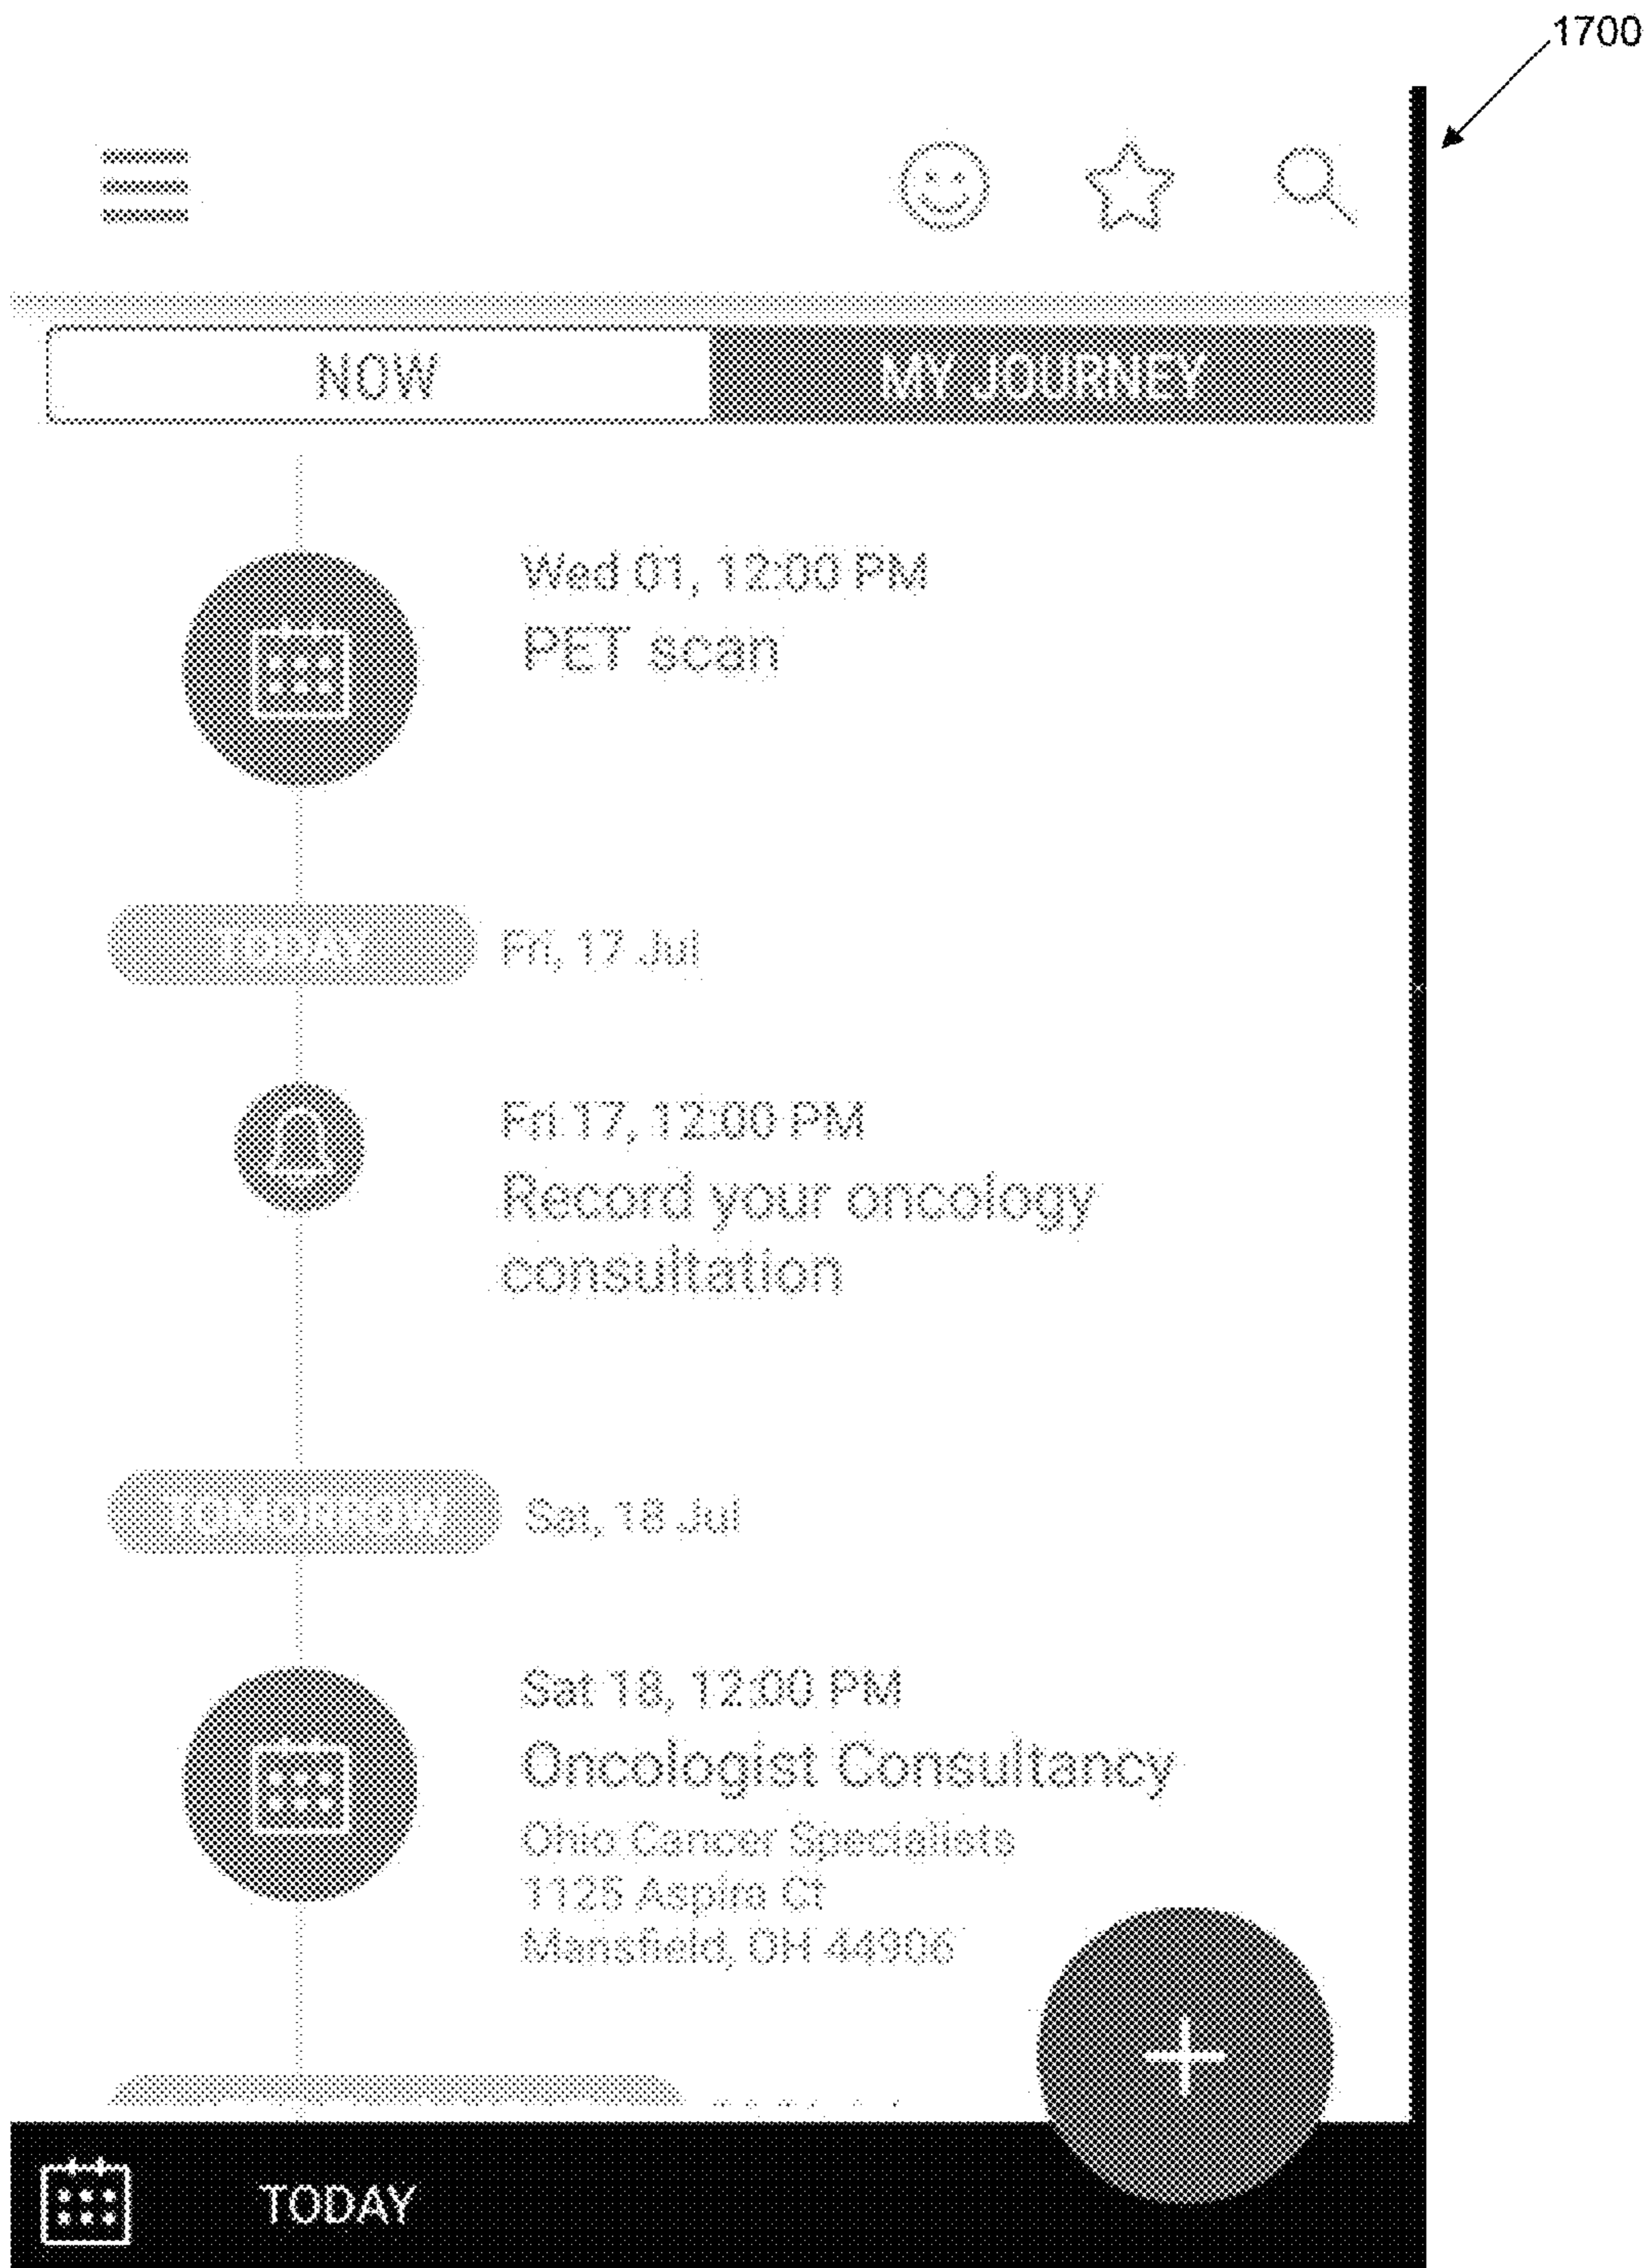 1700
NOW
MY JOURNEY
Wed 01, 12:00 PM
PET scan
TODAY
Fri, 17 Jul
Fri 17, 12:00 PM
Record your oncology
consultation
TOMORROW
Sat, 18 Jul
Sat 18, 12:00 PM
Oncologist Consultancy
Ohio Cancer Specialists
1125 Aspira Ct
Mansfield, OH 44906
TODAY